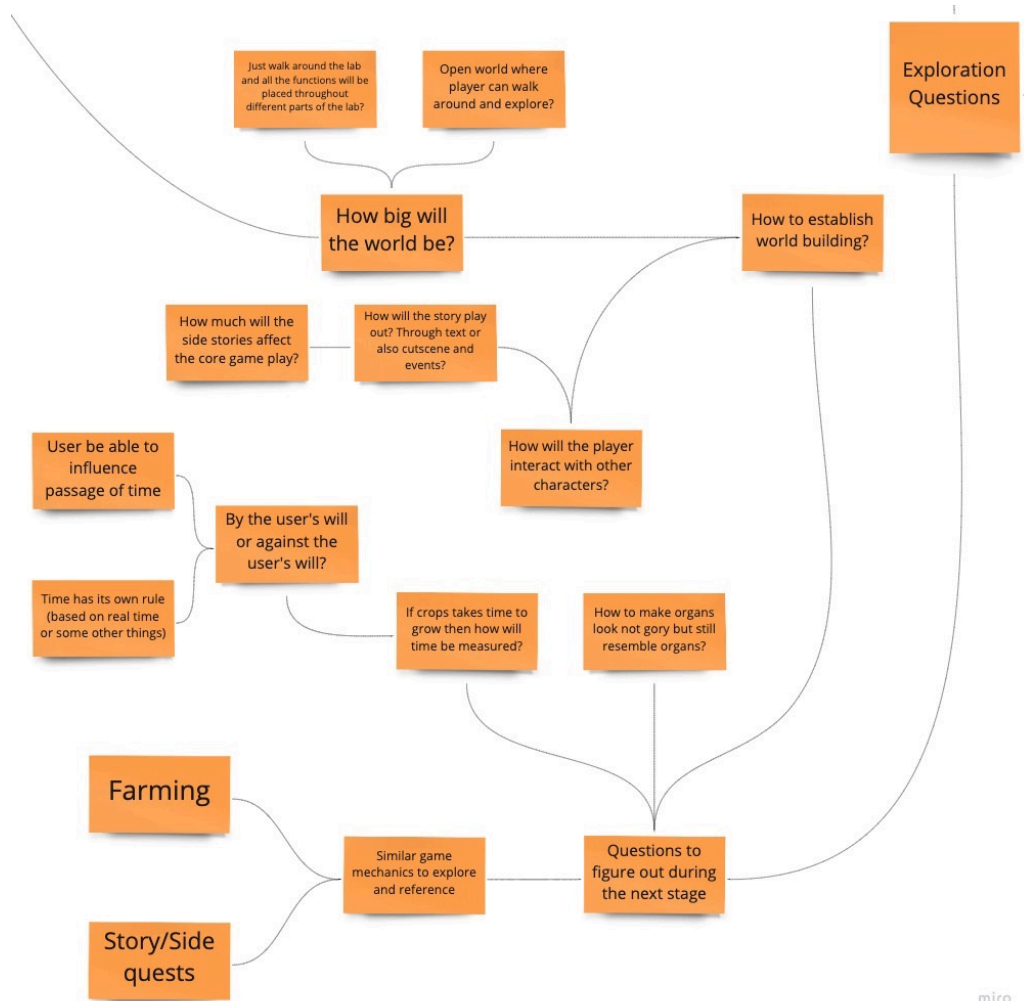 Just walk around the lab
and all the functions will be
placed throughout
different parts of the lab?
Open world where
player can walk
around and explore?
Exploration
Questions
How big will
the world be?
How to establish
world building?
How much will the
side stories affect
the core game play?
How will the story play
out? Through text or
also cutscene and
events?
How will the player
interact with other
characters?
User be able to
influence
passage of time
By the user's will
or against the
user's will?
Time has its own rule
(based on real time
or some other things)
If crops takes time to
grow then how will
time be measured?
How to make organs
look not gory but still
resemble organs?
Farming
Similar game
mechanics to explore
and reference
Questions to
figure out during
the next stage
Story/Side
quests
miro